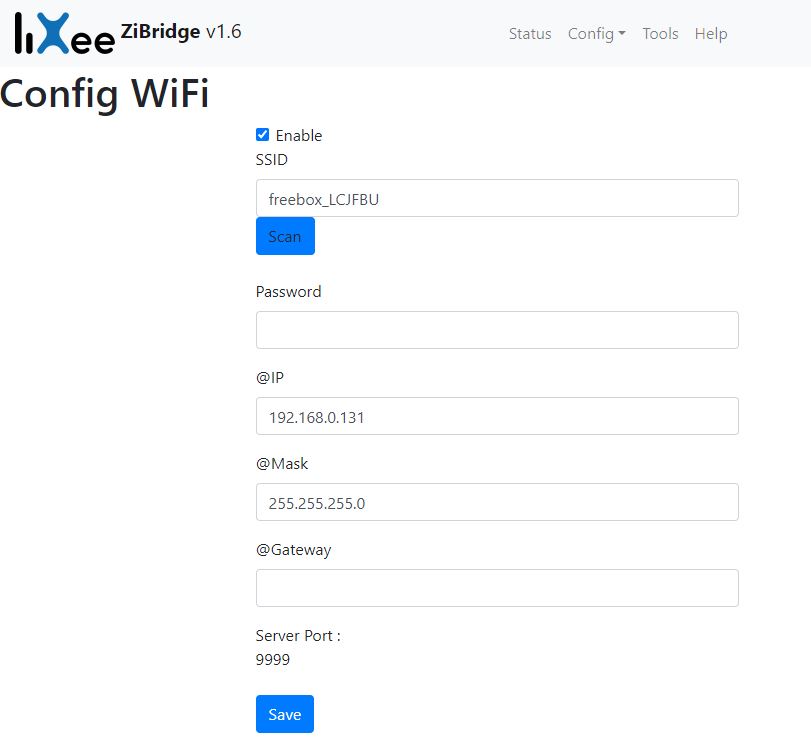 liXee ZiBridge v1.6 Status Config Tools Help
Config WiFi
Enable
SSID
freebox_LCJFBU
Scan
Password
@IP
192.168.0.131
@Mask
255.255.255.0
@Gateway
Server Port :
9999
Save